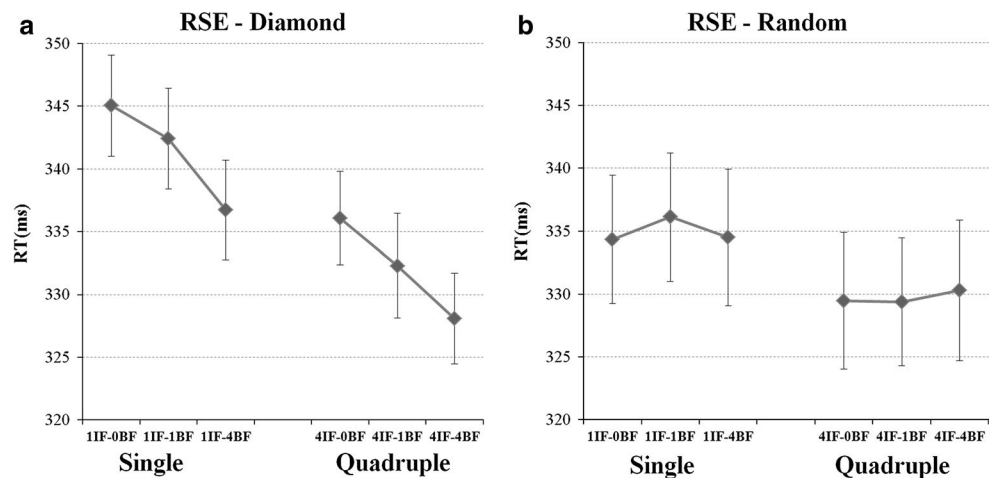 a
RSE - Diamond
350
345
340
335
330
325
320
RT(ms)
1IF-0BF 1IF-1BF 1IF-4BF 4IF-0BF 4IF-1BF 4IF-4BF
Single Quadruple
b
RSE - Random
350
345
340
335
330
325
320
RT(ms)
1IF-0BF 1IF-1BF 1IF-4BF 4IF-0BF 4IF-1BF 4IF-4BF
Single Quadruple